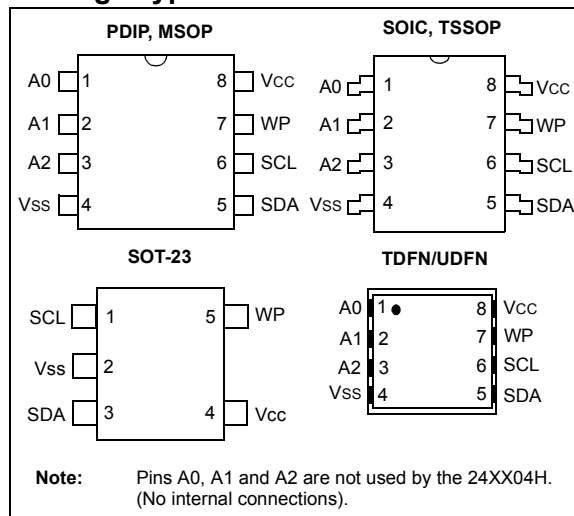 PDIP, MSOP
A0 1 8 VCC
A1 2 7 WP
A2 3 6 SCL
VSS 4 5 SDA
SOIC, TSSOP
A0 1 8 VCC
A1 2 7 WP
A2 3 6 SCL
VSS 4 5 SDA
SOT-23
SCL 1 5 WP
Vss 2
SDA 3 4 Vcc
TDFN/UDFN
A0 1 8 VCC
A1 2 7 WP
A2 3 6 SCL
VSS 4 5 SDA
Note: Pins A0, A1 and A2 are not used by the 24XX04H.
(No internal connections).